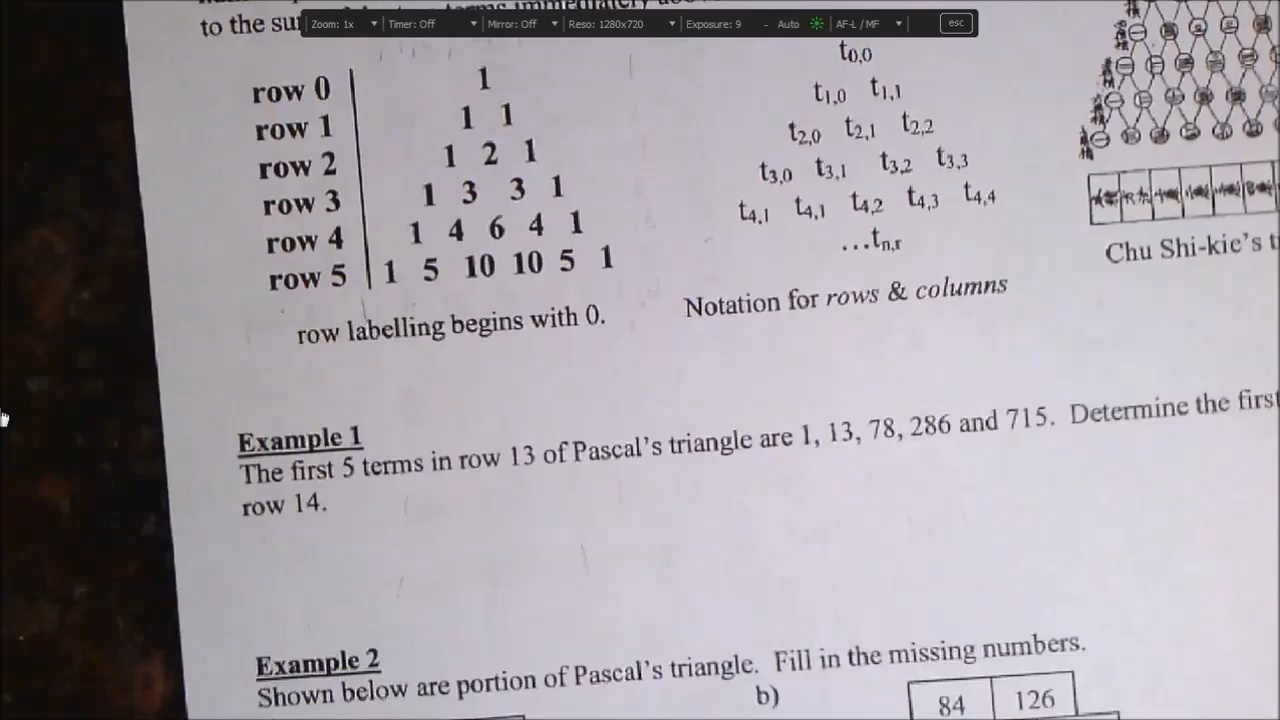 Zoom: 1x Timer: Off Mirror: Off Reso: 1280x720 Exposure: 9 - Auto AF-L / MF esc
to the
row 0 1
row 1 1 1
row 2 1 2 1
row 3 1 3 3 1
row 4 1 4 6 4 1
row 5 1 5 10 10 5 1
row labelling begins with 0.
t0,0
t1,0 t1,1
t2,0 t2,1 t2,2
t3,0 t3,1 t3,2 t3,3
t4,1 t4,1 t4,2 t4,3 t4,4
…tn,r
Notation for rows & columns
Chu Shi-kie's t
Example 1
The first 5 terms in row 13 of Pascal's triangle are 1, 13, 78, 286 and 715. Determine the first
row 14.
Example 2
Shown below are portion of Pascal's triangle. Fill in the missing numbers.
b) 84 126